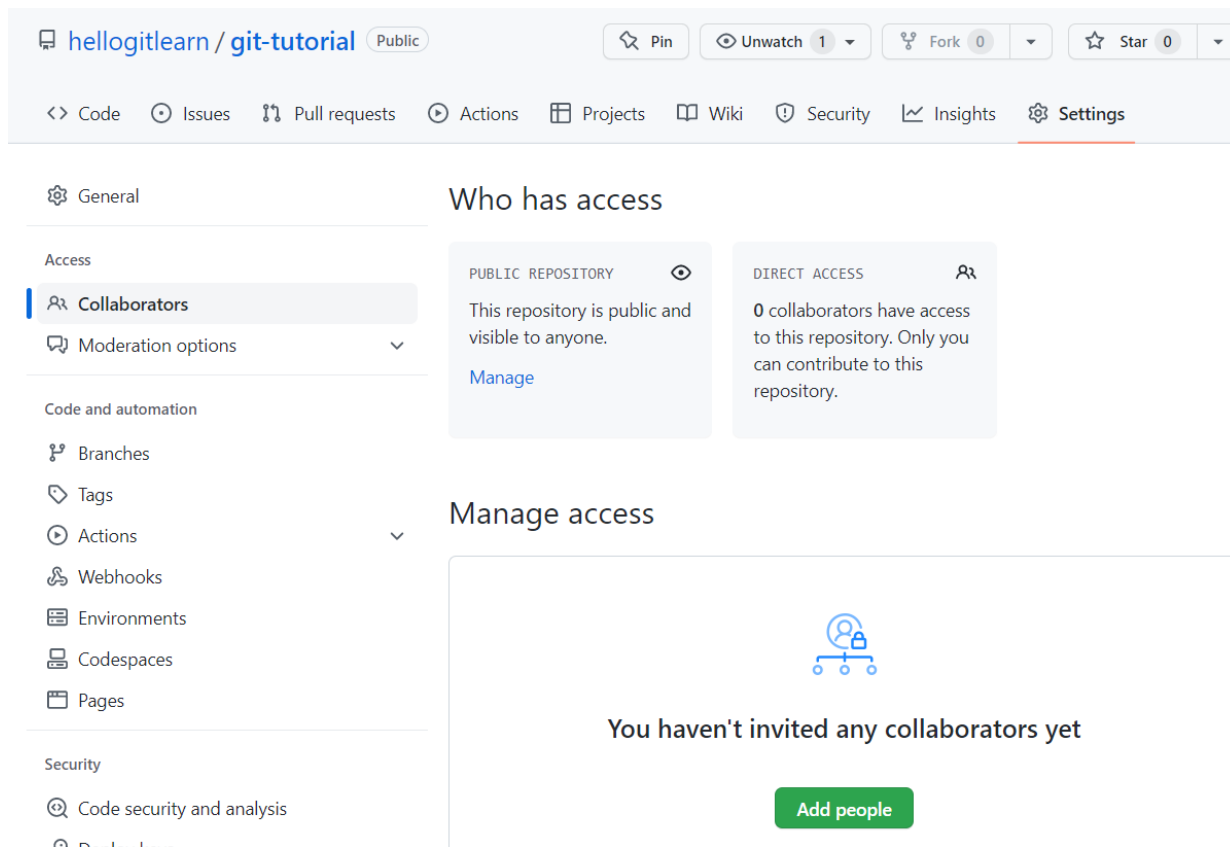 hellogitlearn / git-tutorial Public Pin Unwatch 1 Fork 0 Star 0
Code Issues Pull requests Actions Projects Wiki Security Insights Settings
General
Access
Collaborators
Moderation options
Code and automation
Branches
Tags
Actions
Webhooks
Environments
Codespaces
Pages
Security
Code security and analysis
Who has access
PUBLIC REPOSITORY
This repository is public and
visible to anyone.
Manage
DIRECT ACCESS
0 collaborators have access
to this repository. Only you
can contribute to this
repository.
Manage access
You haven't invited any collaborators yet
Add people